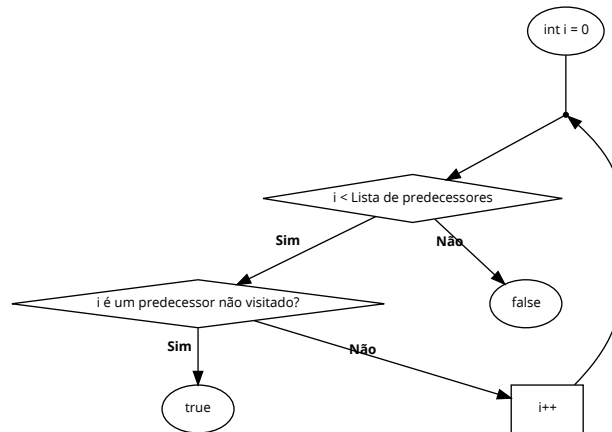 int i = 0
i < Lista de predecessores
Sim
Não
i é um predecessor não visitado?
false
Sim
Não
true
i++